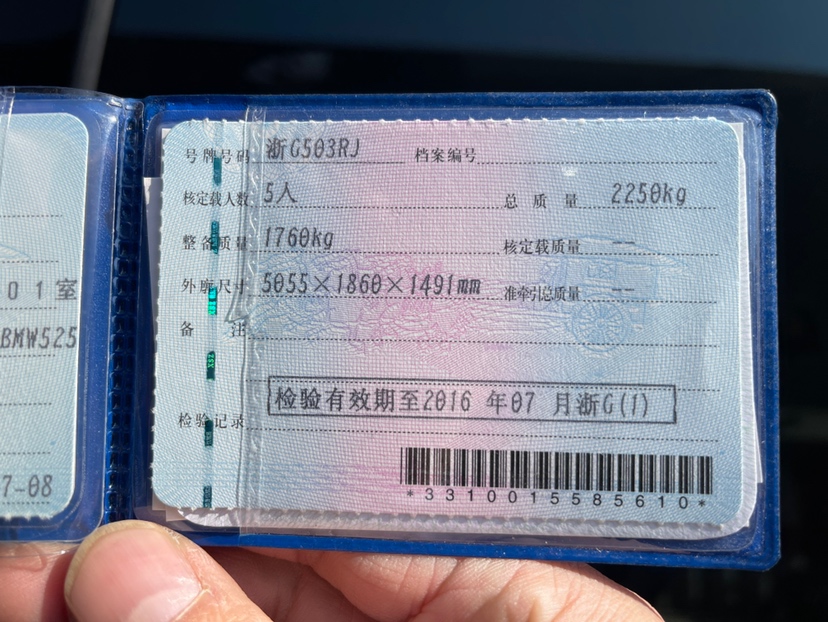 01室
BMW525
7-08
号牌号码 浙G503RJ 档案编号
核定载人数 5人 总质量 2250kg
整备质量 1760kg 核定载质量 --
外廓尺寸 5055×1860×1491mm 准牵引总质量 --
备注
检验有效期至2016 年07 月浙G(1)
检验记录
*3310015585610*